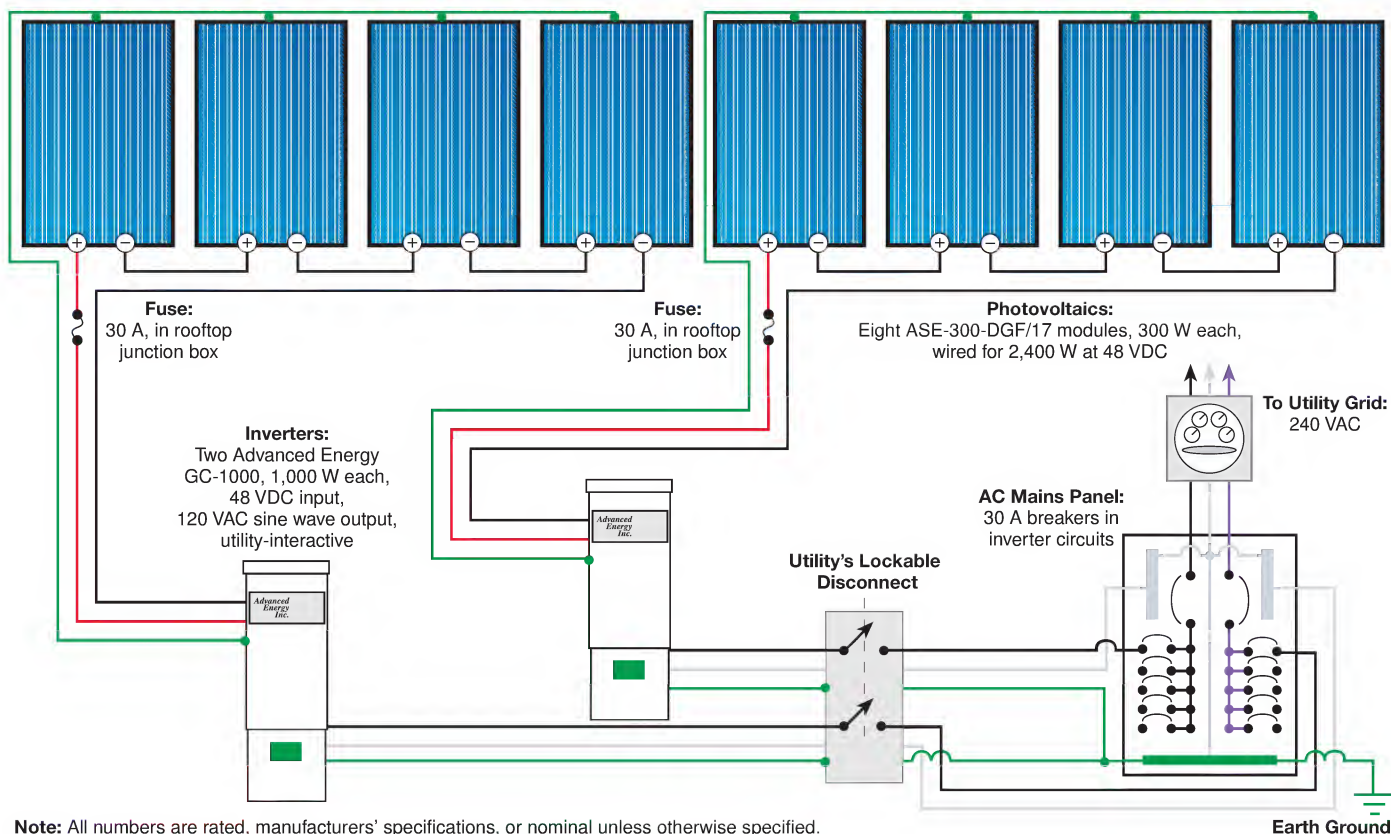 + − + − + − + − + − + − + − + −
Fuse:
30 A, in rooftop
junction box
Fuse:
30 A, in rooftop
junction box
Photovoltaics:
Eight ASE-300-DGF/17 modules, 300 W each,
wired for 2,400 W at 48 VDC
To Utility Grid:
240 VAC
Inverters:
Two Advanced Energy
GC-1000, 1,000 W each,
48 VDC input,
120 VAC sine wave output,
utility-interactive
AC Mains Panel:
30 A breakers in
inverter circuits
Advanced
Energy
Inc.
Utility's Lockable
Disconnect
Advanced
Energy
Inc.
Note: All numbers are rated, manufacturers' specifications, or nominal unless otherwise specified.
Earth Ground